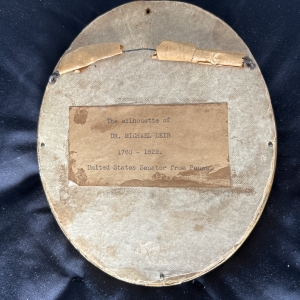 The silhouette of
DR. MICHAEL LEIB
1760 - 1822.
United States Senator from Penna.